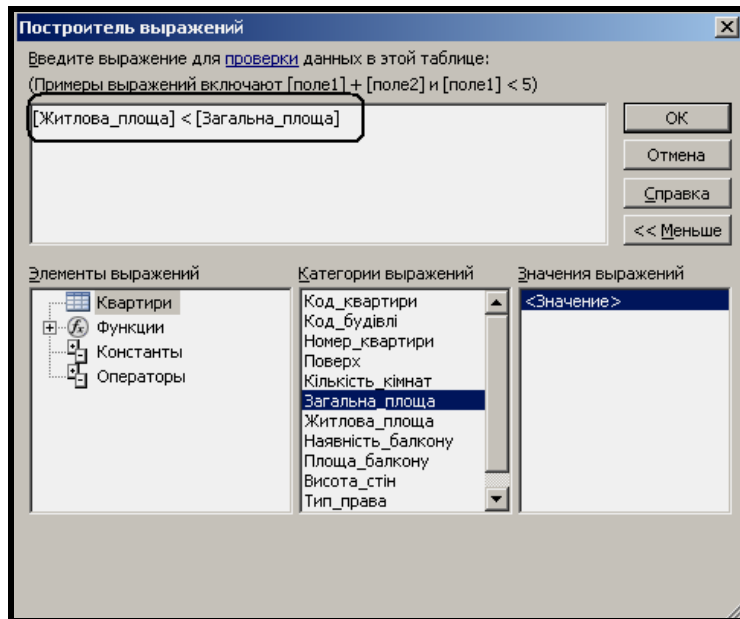 Построитель выражений
Введите выражение для проверки данных в этой таблице:
(Примеры выражений включают [поле1] + [поле2] и [поле1] < 5)
[Житлова_площа] < [Загальна_площа]
ОК
Отмена
Справка
<< Меньше
Элементы выражений
Категории выражений
Значения выражений
Квартири
Функции
Константы
Операторы
Код_квартири
Код_будівлі
Номер_квартири
Поверх
Кількість_кімнат
Загальна_площа
Житлова_площа
Наявність_балкону
Площа_балкону
Висота_стін
Тип_права
<Значение>